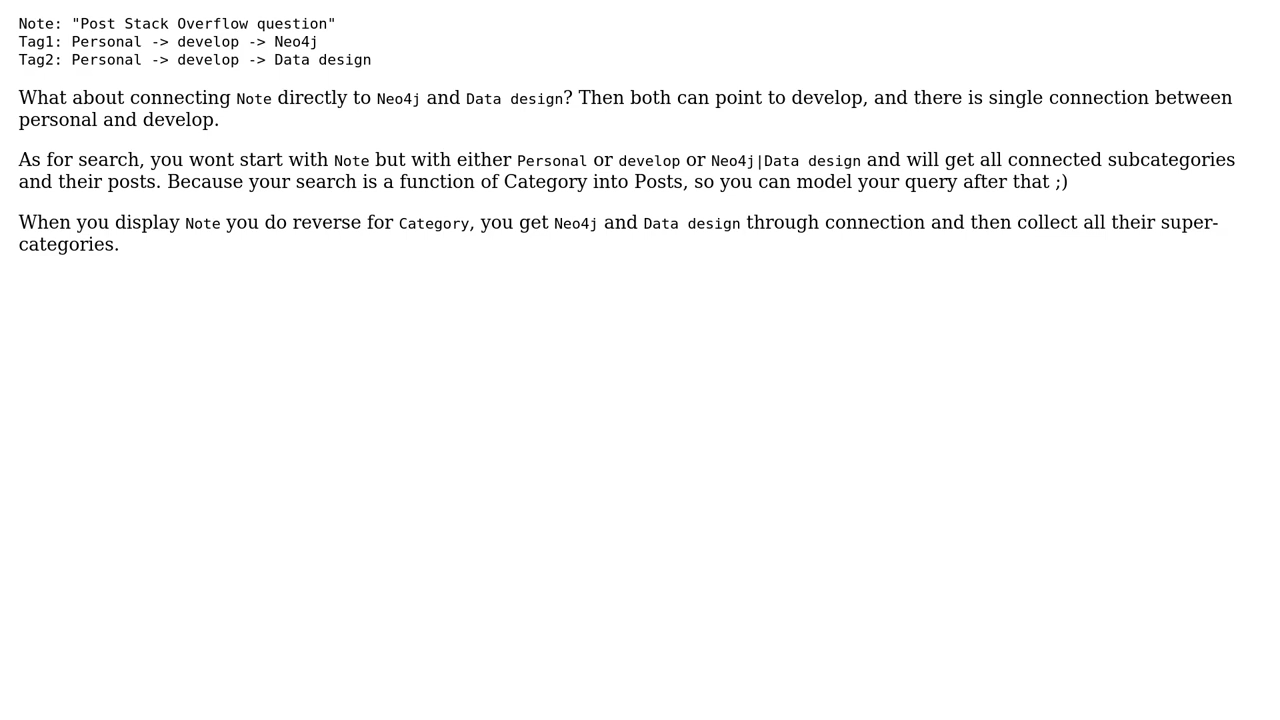 Note: "Post Stack Overflow question"
Tag1: Personal -> develop -> Neo4j
Tag2: Personal -> develop -> Data design
What about connecting Note directly to Neo4j and Data design? Then both can point to develop, and there is single connection between
personal and develop.
As for search, you wont start with Note but with either Personal or develop or Neo4j|Data design and will get all connected subcategories
and their posts. Because your search is a function of Category into Posts, so you can model your query after that ;)
When you display Note you do reverse for Category, you get Neo4j and Data design through connection and then collect all their super-
categories.